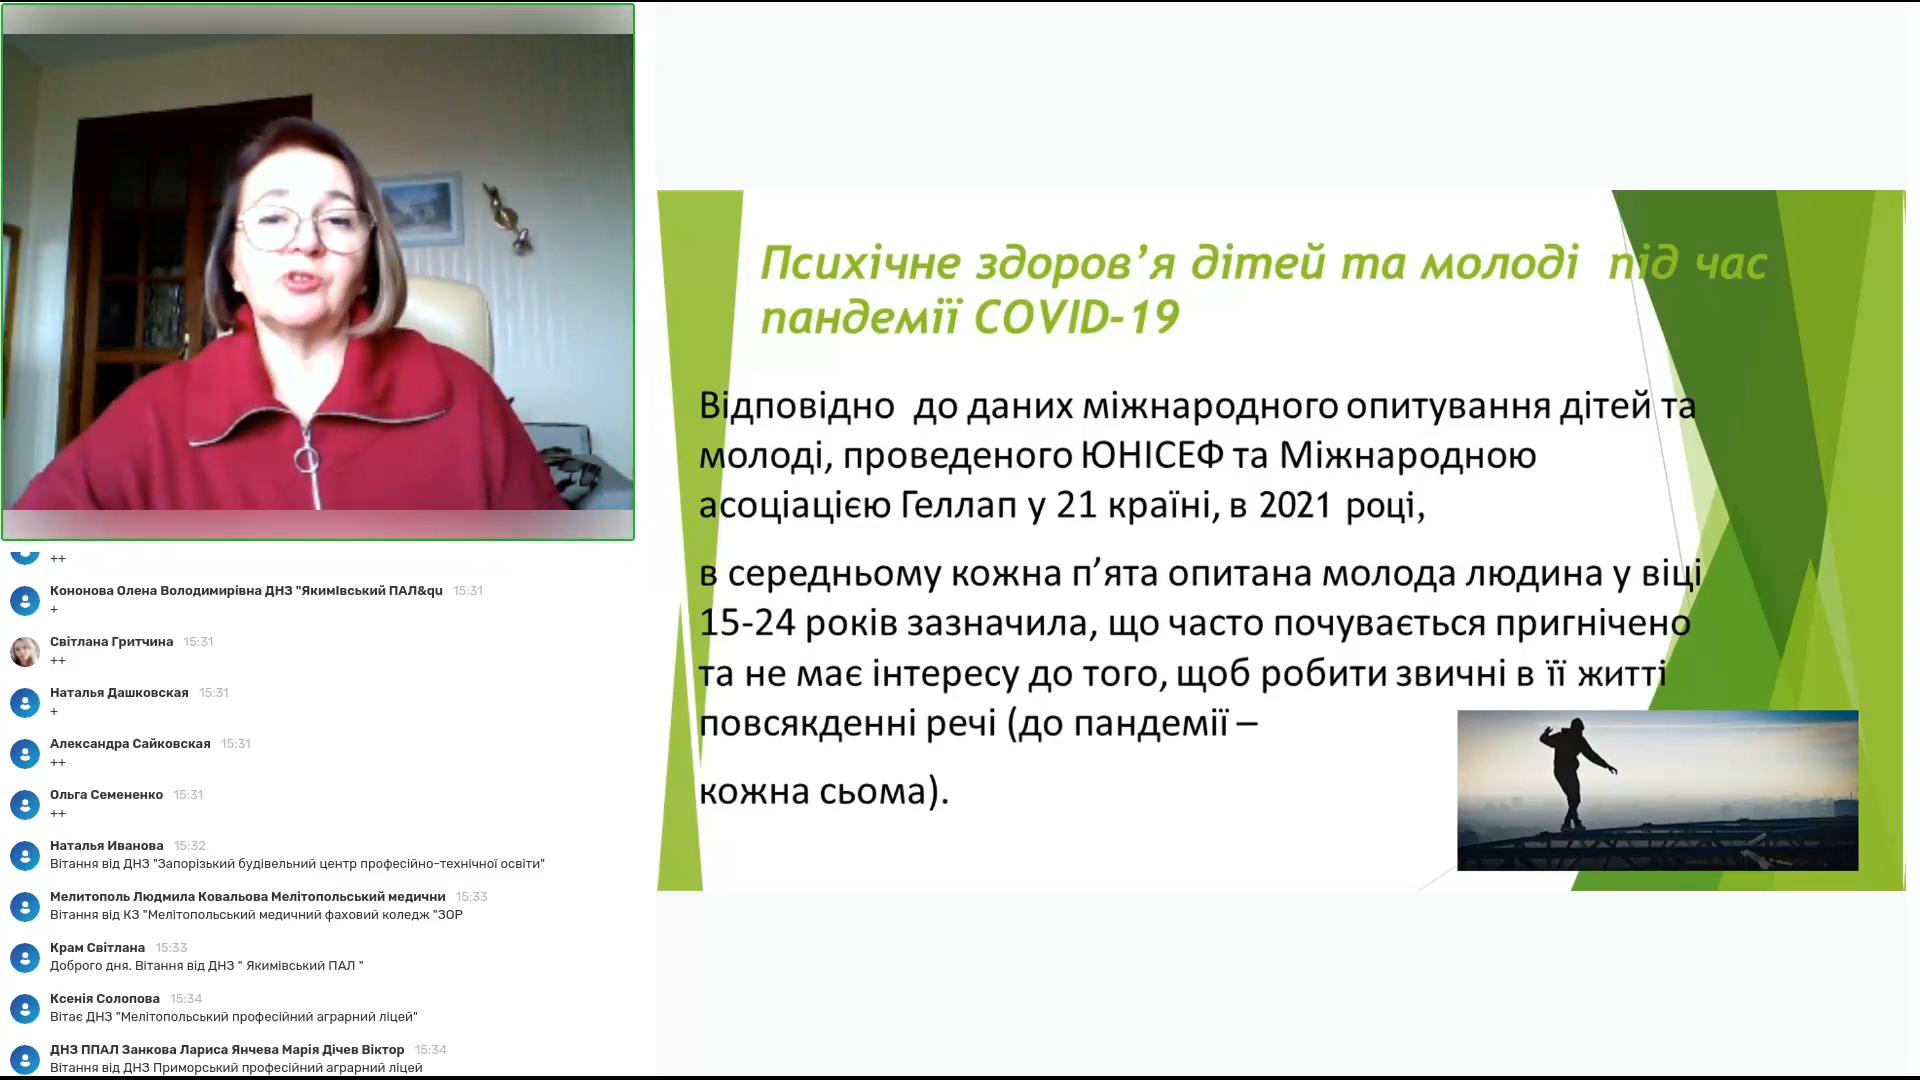 Психічне здоров’я дітей та молоді під час
пандемії COVID-19
Відповідно до даних міжнародного опитування дітей та
молоді, проведеного ЮНІСЕФ та Міжнародною
асоціацією Геллап у 21 країні, в 2021 році,
в середньому кожна п’ята опитана молода людина у віці
15-24 років зазначила, що часто почувається пригнічено
та не має інтересу до того, щоб робити звичні в її житті
повсякденні речі (до пандемії –
кожна сьома).
++
Кононова Олена Володимирівна ДНЗ "ЯкимІвський ПАЛ&qu 15:31
+
Світлана Гритчина 15:31
++
Наталья Дашковская 15:31
+
Александра Сайковская 15:31
++
Ольга Семененко 15:31
++
Наталья Иванова 15:32
Вітання від ДНЗ "Запорізький будівельний центр професійно-технічної освіти"
Мелитополь Людмила Ковальова Мелітопольський медични 15:33
Вітання від КЗ "Мелітопольський медичний фаховий коледж "ЗОР
Крам Світлана 15:33
Доброго дня. Вітання від ДНЗ " Якимівський ПАЛ "
Ксенія Солопова 15:34
Вітає ДНЗ "Мелітопольський професійний аграрний ліцей"
ДНЗ ППАЛ Занкова Лариса Янчева Марія Дічев Віктор 15:34
Вітання від ДНЗ Приморський професійний аграрний ліцей